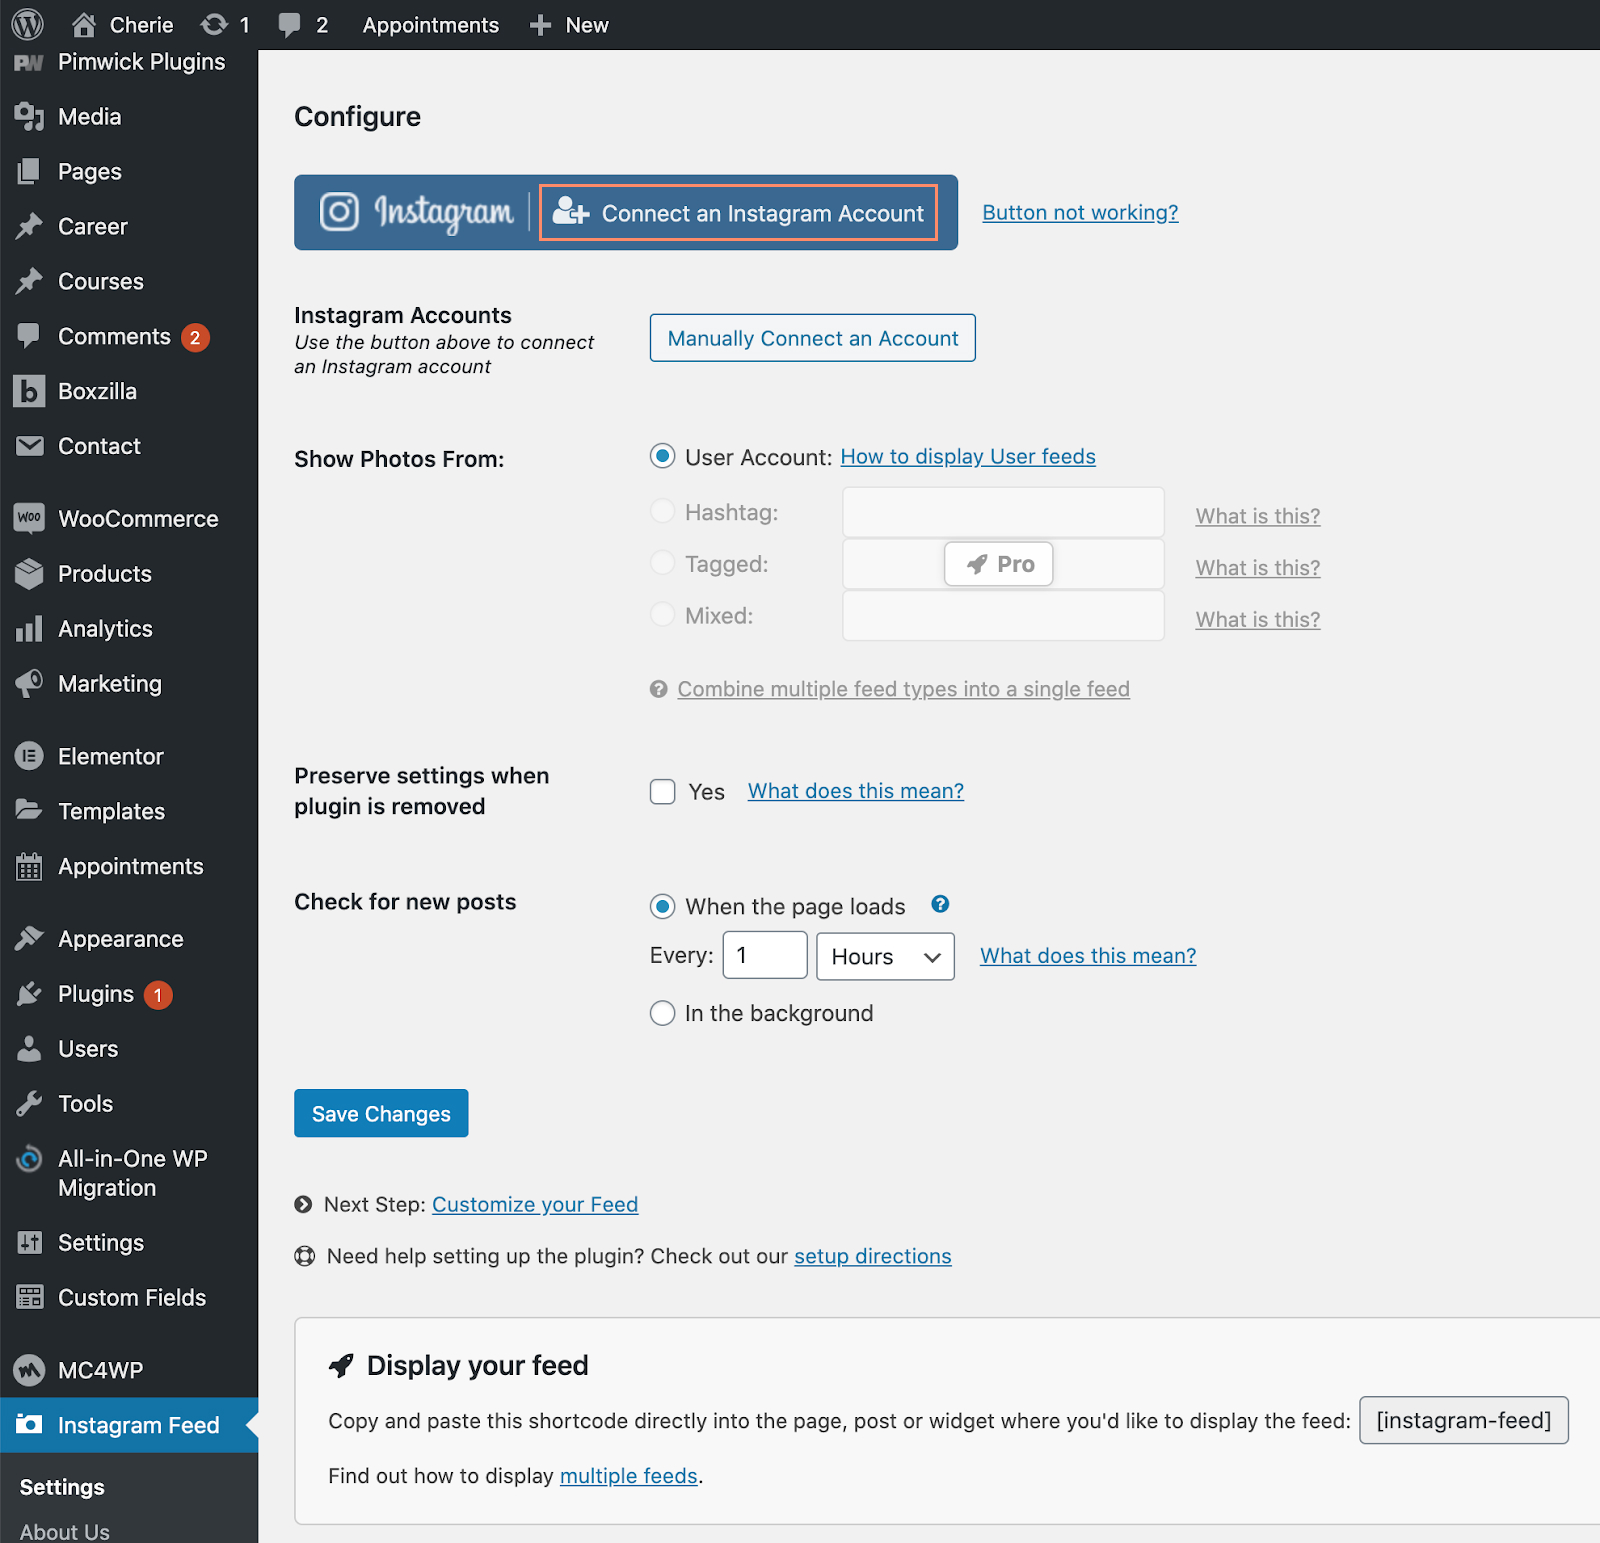 Cherie 1 2 Appointments New
PW Pimwick Plugins
Media
Pages
Career
Courses
Comments 2
b Boxzilla
Contact
Woo WooCommerce
Products
Analytics
Marketing
Elementor
Templates
Appointments
Appearance
Plugins 1
Users
Tools
All-in-One WP
Migration
Settings
Custom Fields
MC4WP
Instagram Feed
Settings
About Us
Configure
Instagram Connect an Instagram Account Button not working?
Instagram Accounts
Use the button above to connect
an Instagram account
Manually Connect an Account
Show Photos From:
User Account: How to display User feeds
Hashtag: What is this?
Tagged: Pro What is this?
Mixed: What is this?
Combine multiple feed types into a single feed
Preserve settings when
plugin is removed
Yes What does this mean?
Check for new posts
When the page loads ?
Every: 1 Hours What does this mean?
In the background
Save Changes
Next Step: Customize your Feed
Need help setting up the plugin? Check out our setup directions
Display your feed
Copy and paste this shortcode directly into the page, post or widget where you'd like to display the feed: [instagram-feed]
Find out how to display multiple feeds.